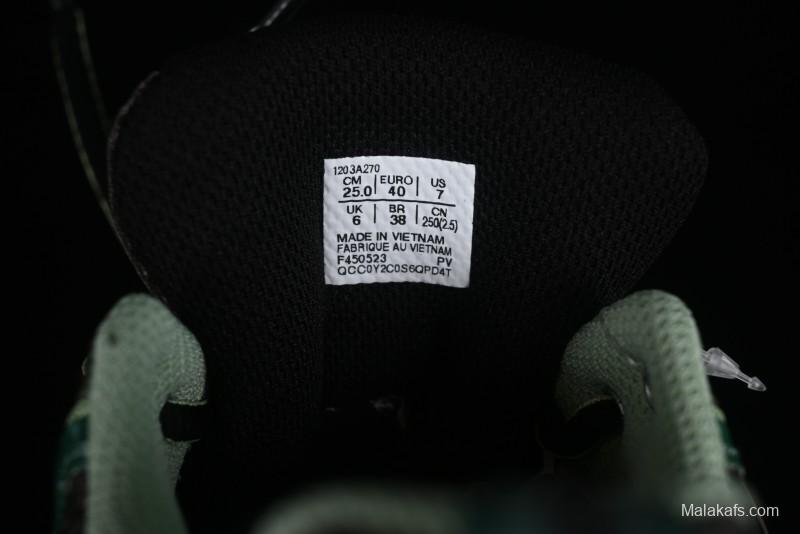 1203A270
CM | EURO | US
25.0 | 40 | 7
UK | BR | CN
6 | 38 | 250(2.5)
MADE IN VIETNAM
FABRIQUE AU VIETNAM
F450523 PV
QCC0Y2C0S6QPD4T
Malakafs.com